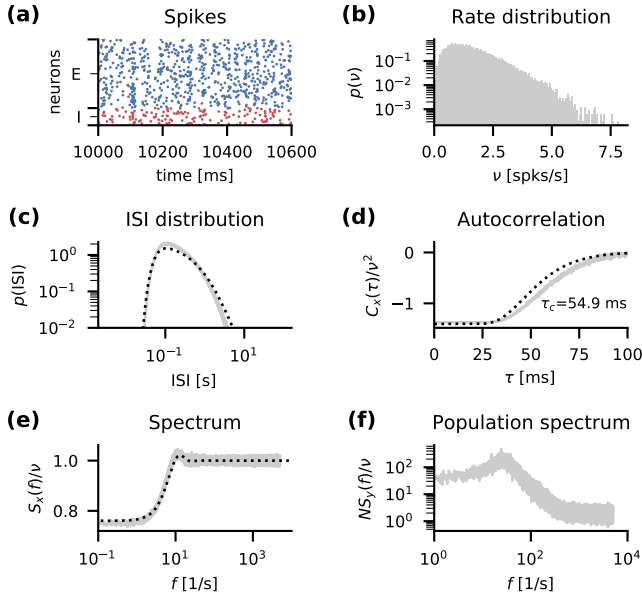 (a) Spikes
neurons
E
I
10000 10200 10400 10600
time [ms]
(b) Rate distribution
p(ν)
10⁻¹
10⁻²
10⁻³
0.0 2.5 5.0 7.5
ν [spks/s]
(c) ISI distribution
p(ISI)
10⁰
10⁻¹
10⁻²
10⁻¹ 10¹
ISI [s]
(d) Autocorrelation
Cₓ(τ)/ν²
0
−1
τ_c=54.9 ms
0 25 50 75 100
τ [ms]
(e) Spectrum
Sₓ(f)/ν
1.0
0.8
10⁻¹ 10¹ 10³
f [1/s]
(f) Population spectrum
NS_y(f)/ν
10²
10¹
10⁰
10⁰ 10² 10⁴
f [1/s]